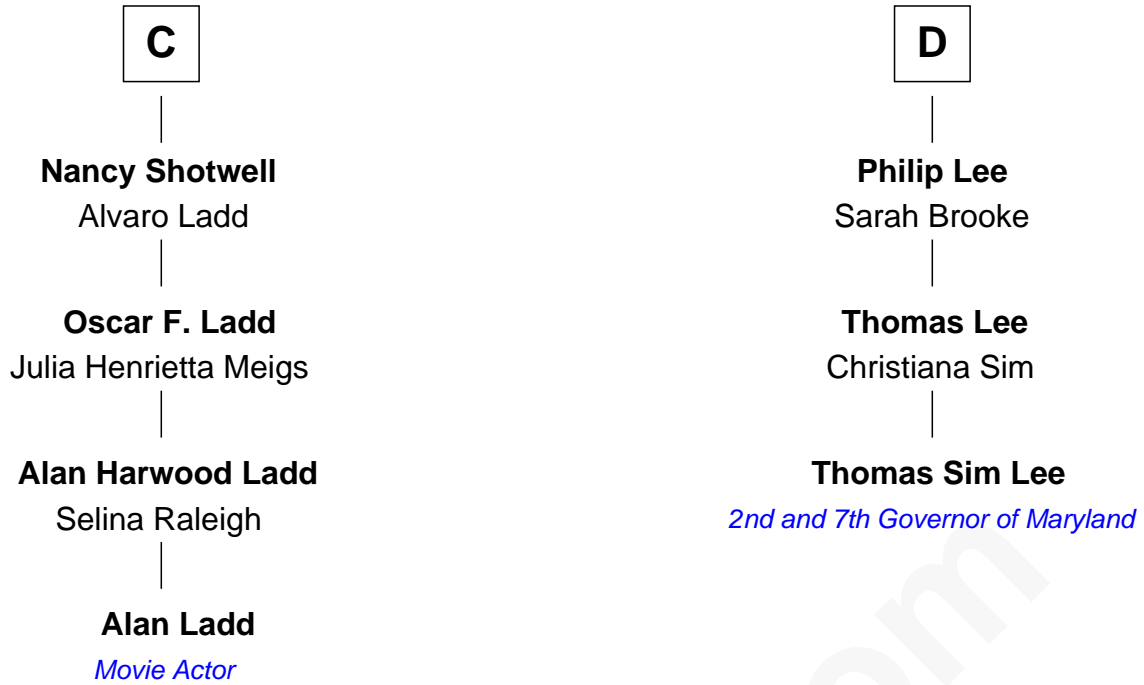 C
Nancy Shotwell
Alvaro Ladd
Oscar F. Ladd
Julia Henrietta Meigs
Alan Harwood Ladd
Selina Raleigh
Alan Ladd
Movie Actor
D
Philip Lee
Sarah Brooke
Thomas Lee
Christiana Sim
Thomas Sim Lee
2nd and 7th Governor of Maryland
om